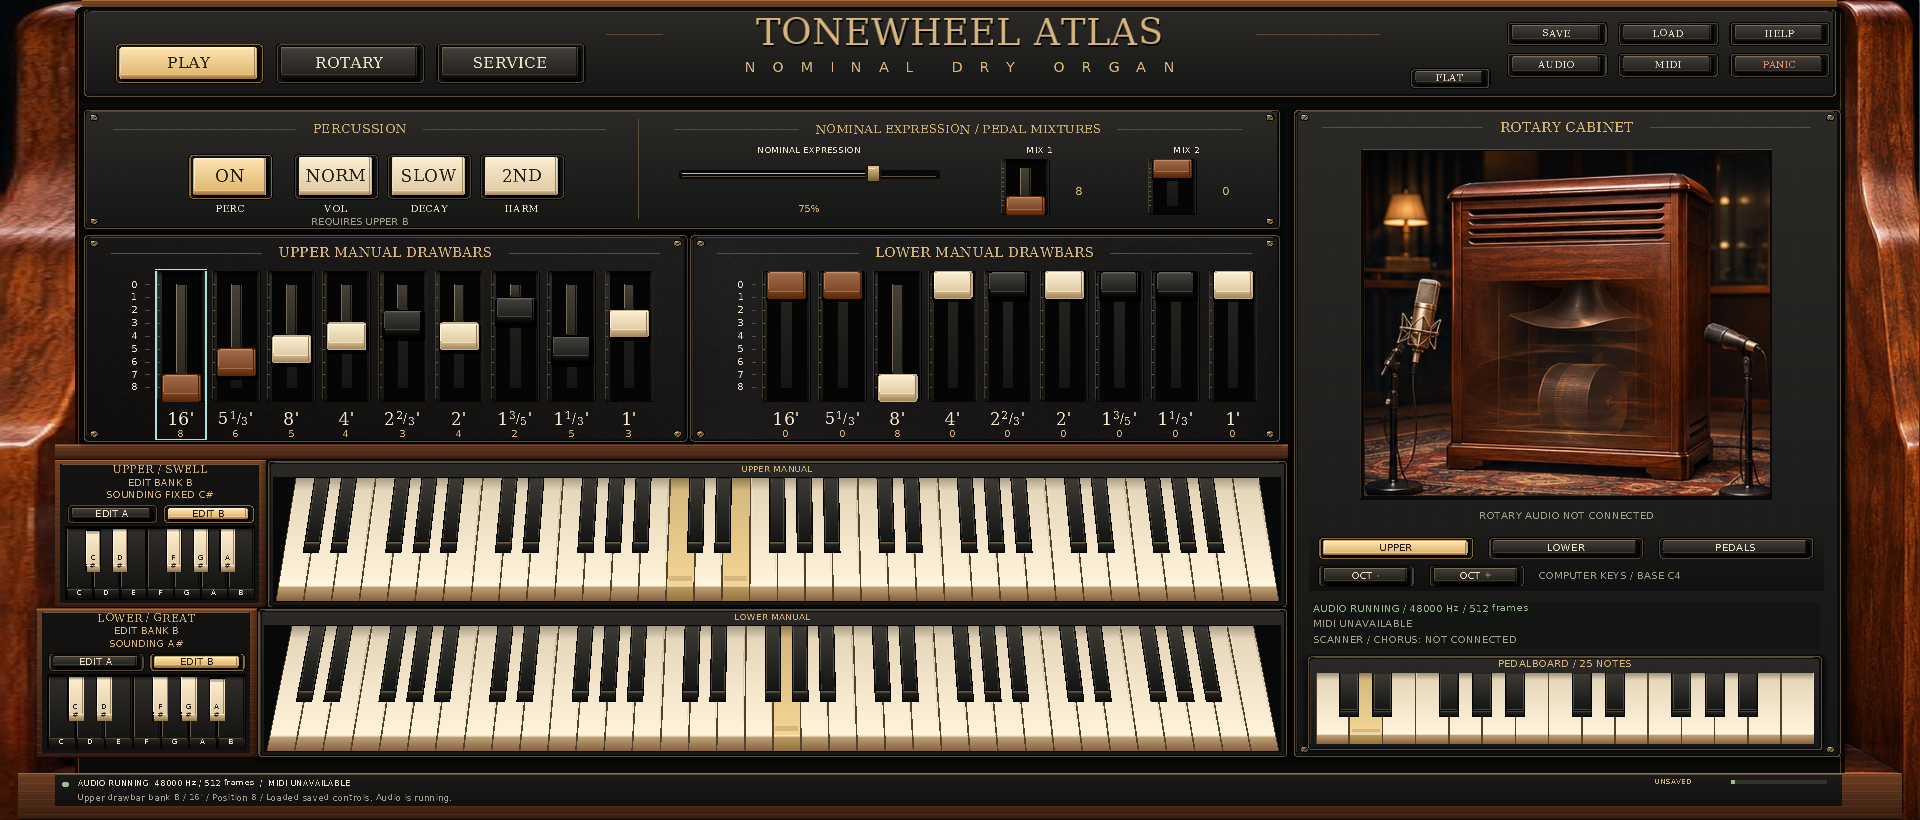 TONEWHEEL ATLAS
NOMINAL DRY ORGAN
PLAY ROTARY SERVICE
SAVE LOAD HELP
AUDIO MIDI PANIC
FLAT
PERCUSSION
ON NORM SLOW 2ND
PERC VOL DECAY HARM
REQUIRES UPPER B
NOMINAL EXPRESSION / PEDAL MIXTURES
NOMINAL EXPRESSION MIX 1 MIX 2
8 0
75%
UPPER MANUAL DRAWBARS
0
1
2
3
4
5
6
7
8
16' 5 1/3' 8' 4' 2 2/3' 2' 1 3/5' 1 1/3' 1'
8 6 5 4 3 4 2 5 3
LOWER MANUAL DRAWBARS
0
1
2
3
4
5
6
7
8
16' 5 1/3' 8' 4' 2 2/3' 2' 1 3/5' 1 1/3' 1'
0 0 8 0 0 0 0 0 0
UPPER / SWELL
EDIT BANK B
SOUNDING FIXED C#
EDIT A EDIT B
C# D# F# G# A#
C D E F G A B
UPPER MANUAL
LOWER / GREAT
EDIT BANK B
SOUNDING A#
EDIT A EDIT B
C# D# F# G# A#
C D E F G A B
LOWER MANUAL
ROTARY CABINET
ROTARY AUDIO NOT CONNECTED
UPPER LOWER PEDALS
OCT - OCT + COMPUTER KEYS / BASE C4
AUDIO RUNNING / 48000 Hz / 512 frames
MIDI UNAVAILABLE
SCANNER / CHORUS: NOT CONNECTED
PEDALBOARD / 25 NOTES
AUDIO RUNNING 48000 Hz / 512 frames / MIDI UNAVAILABLE
Upper drawbar bank B / 16' / Position 8 / Loaded saved controls. Audio is running.
UNSAVED